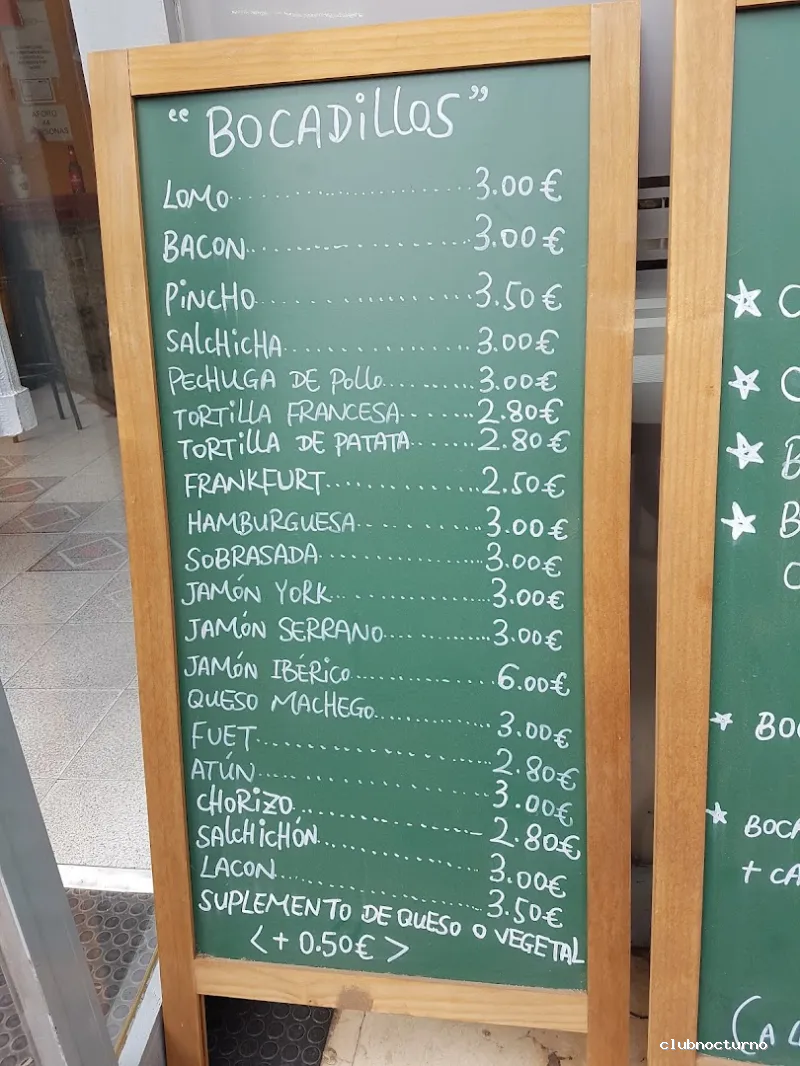 "BOCADILLOS"
LOMO 3.00€
BACON 3.00€
PINCHO 3.50€
SALCHICHA 3.00€
PECHUGA DE POLLO 3.00€
TORTILLA FRANCESA 2.80€
TORTILLA DE PATATA 2.80€
FRANKFURT 2.50€
HAMBURGUESA 3.00€
SOBRASADA 3.00€
JAMÓN YORK 3.00€
JAMÓN SERRANO 3.00€
JAMÓN IBÉRICO 6.00€
QUESO MACHEGO 3.00€
FUET 2.80€
ATÚN 3.00€
CHORIZO 2.80€
SALCHICHÓN 3.00€
LACON 3.50€
SUPLEMENTO DE QUESO O VEGETAL
<+ 0.50€>
clubnocturno